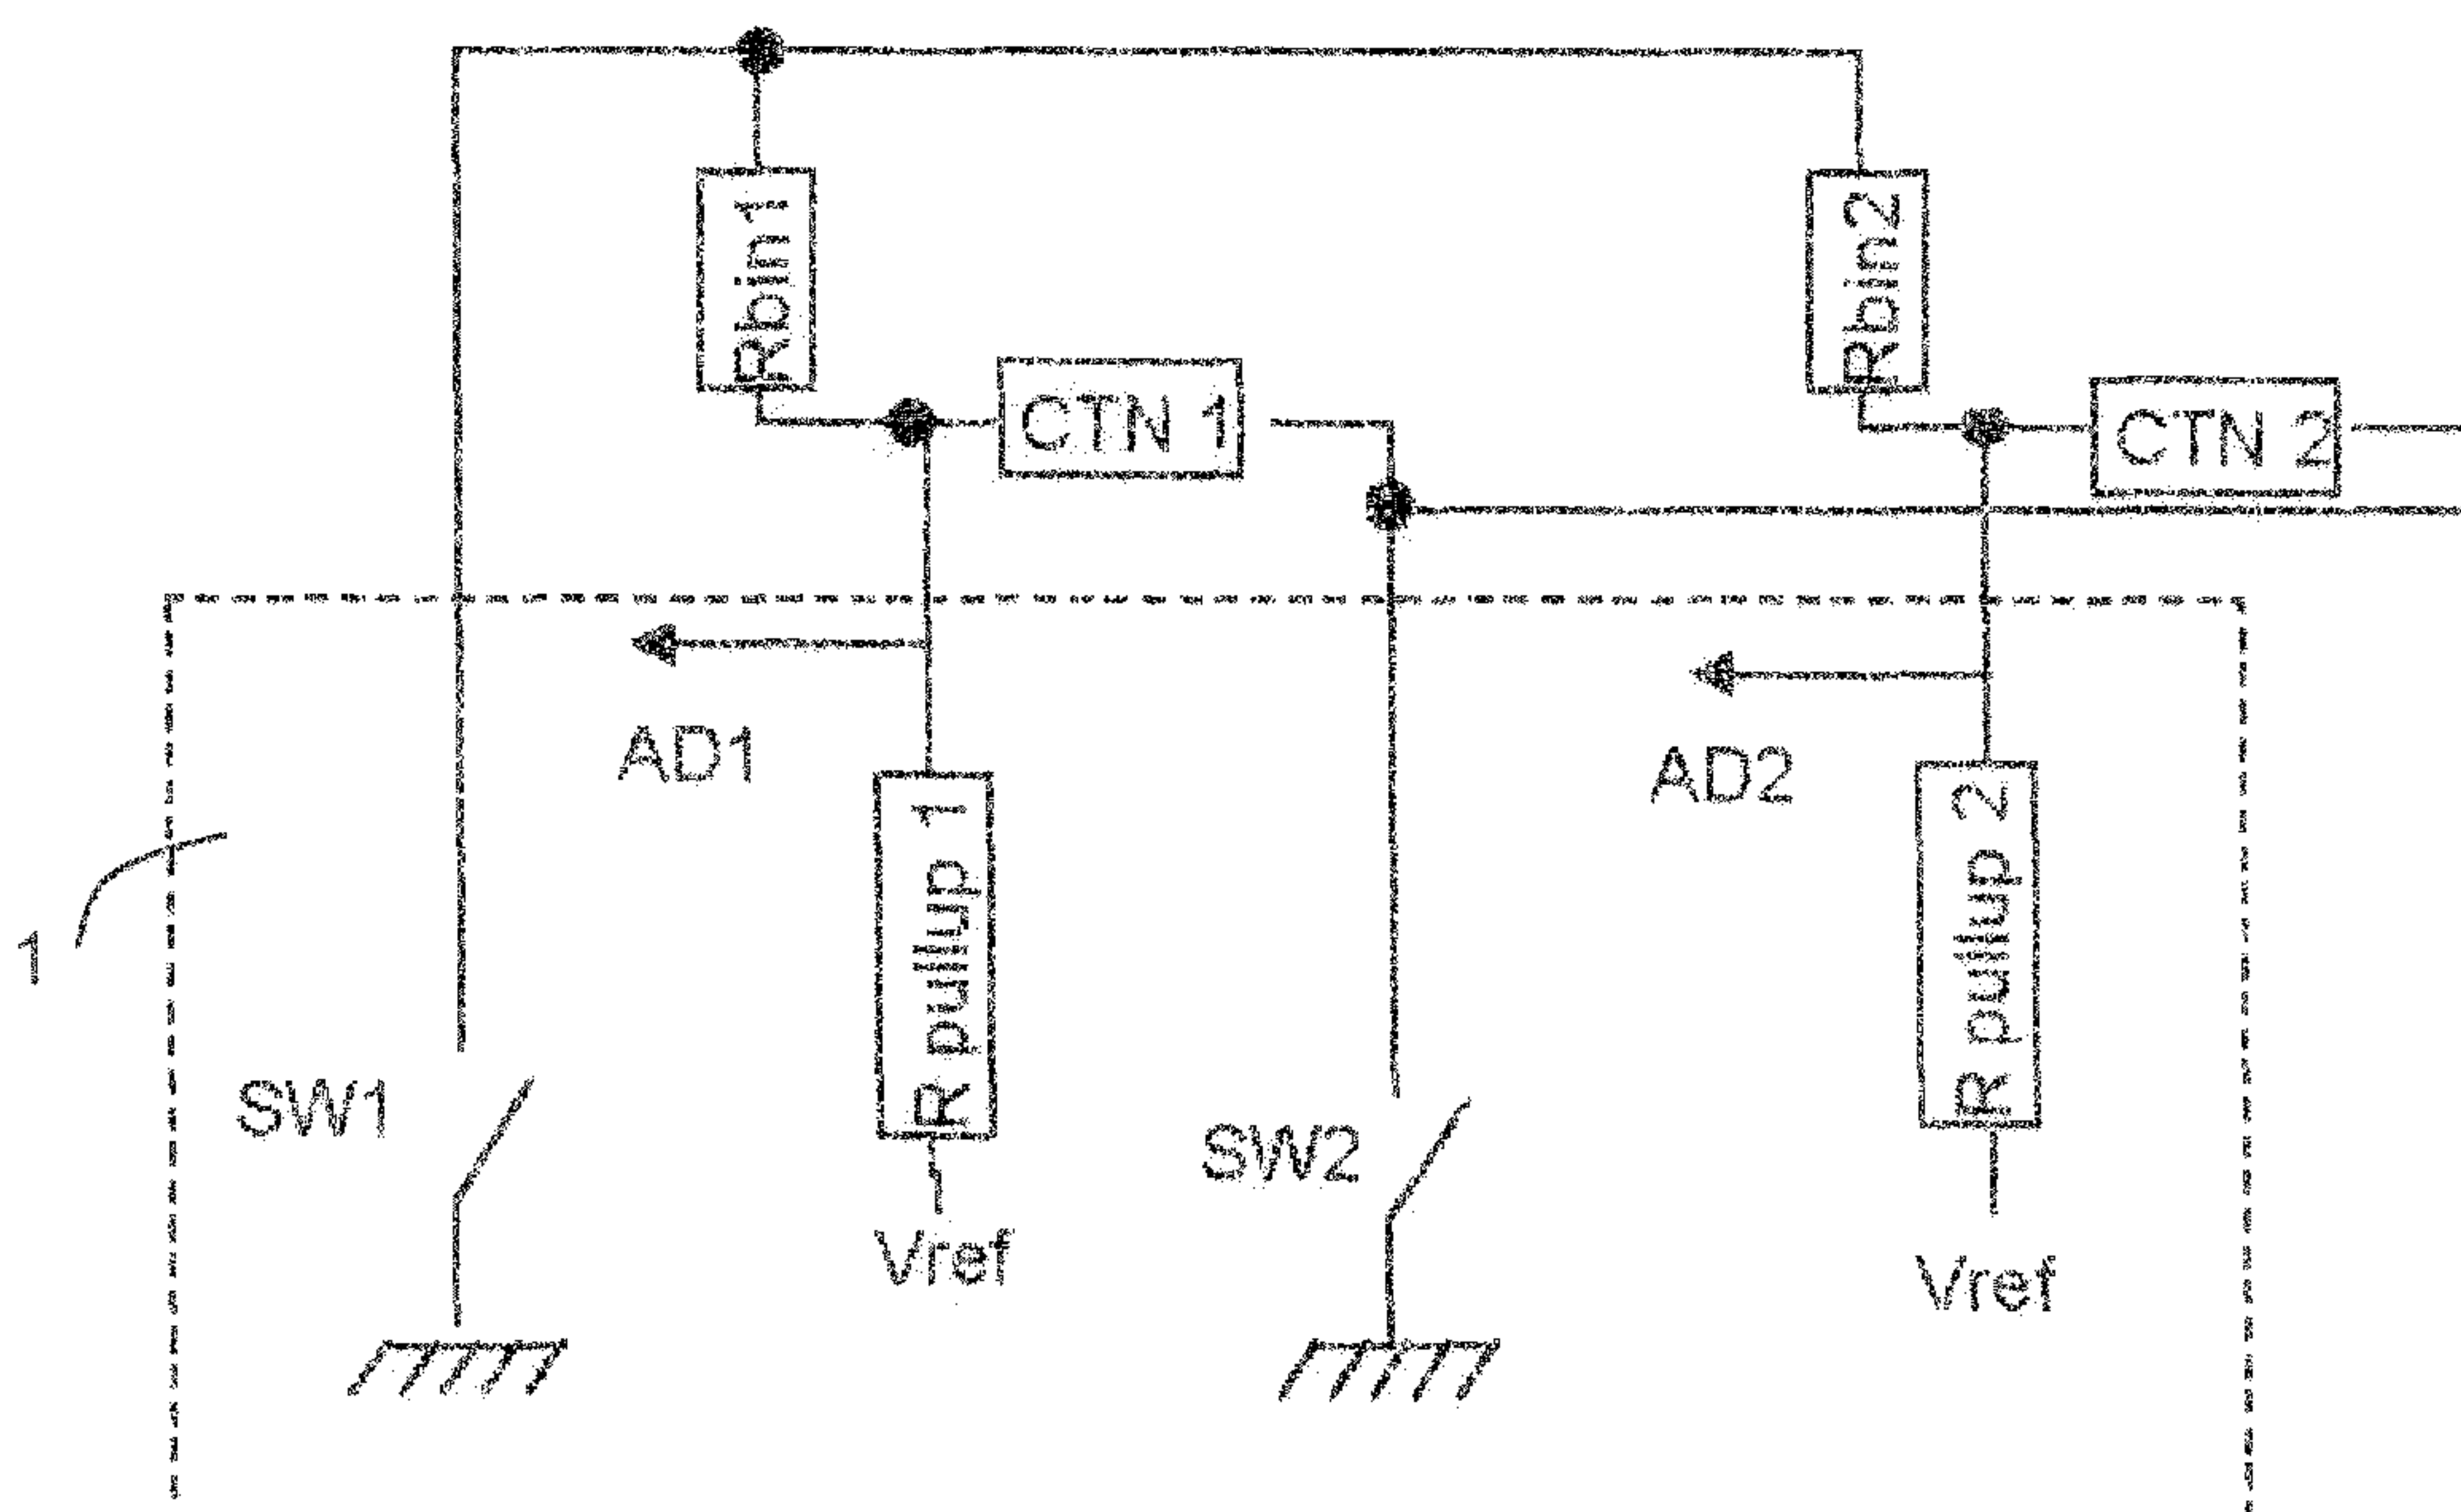 Rbin1
Rbin2
CTN 1
CTN 2
AD1
AD2
R pullup 1
R pullup 2
1
SW1
SW2
Vref
Vref